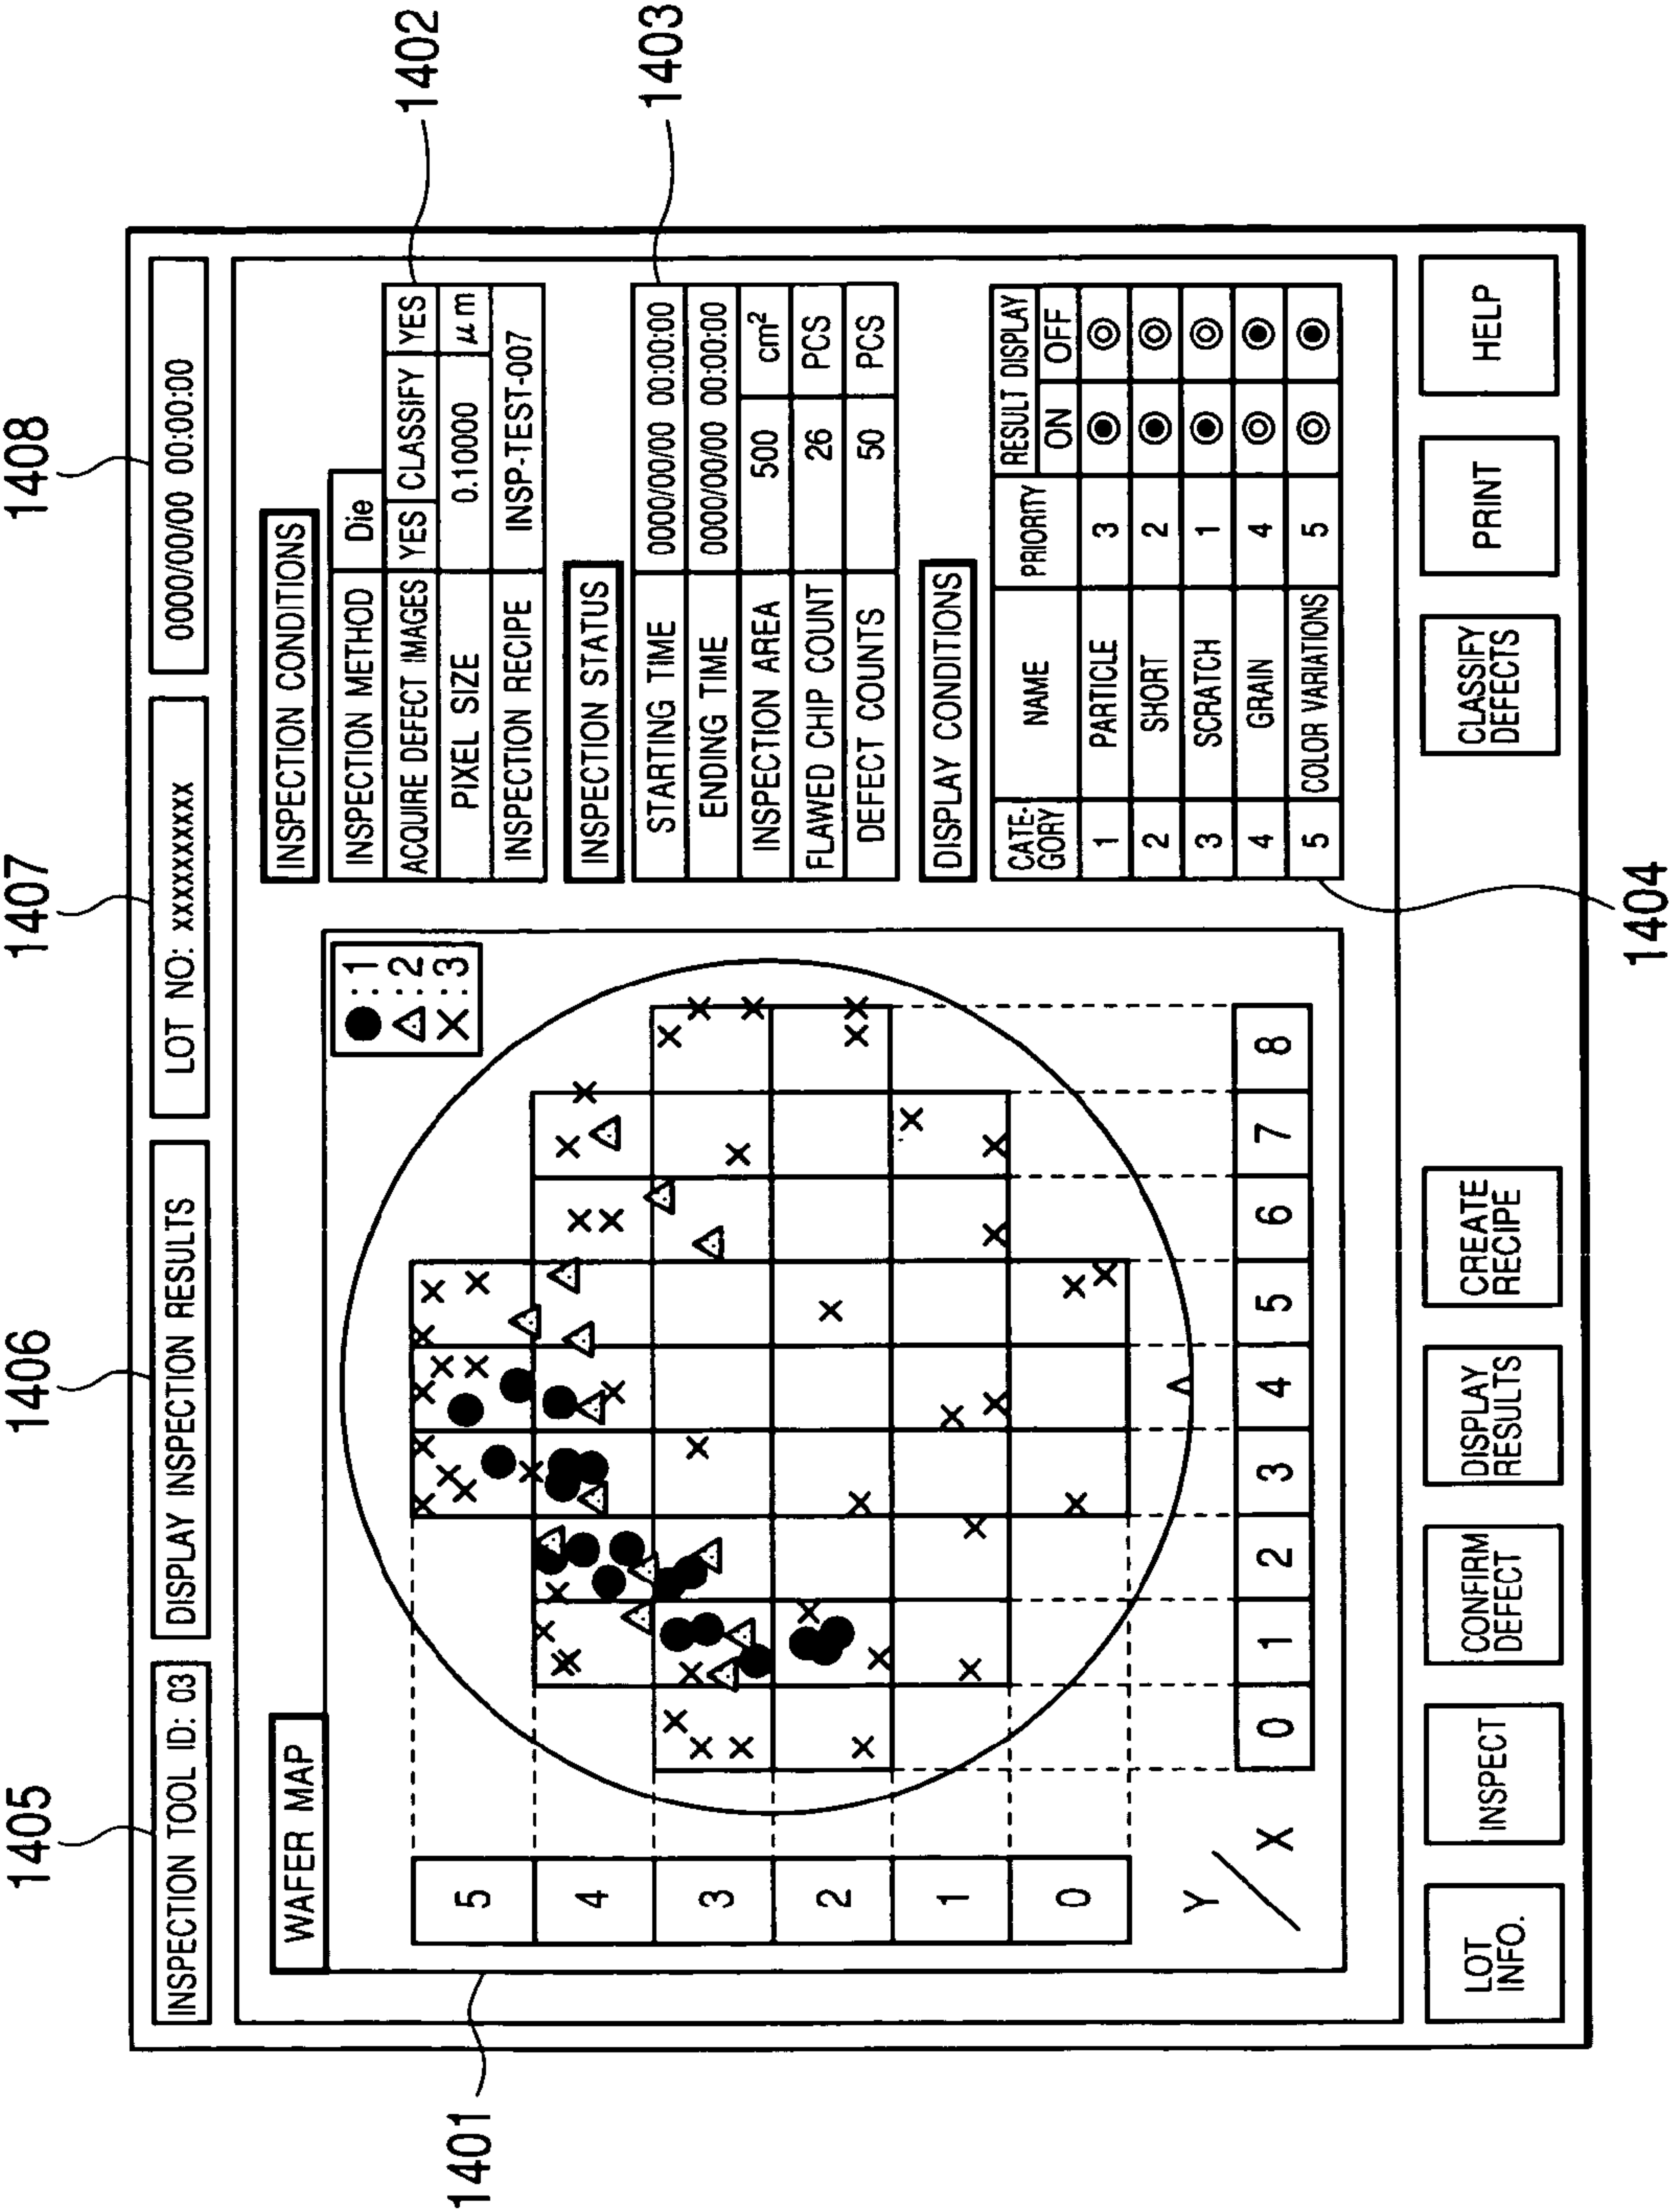 1405
1406
1407
1408
INSPECTION TOOL ID: 03
DISPLAY INSPECTION RESULTS
LOT NO: xxxxxxxxxx
0000/00/00 00:00:00
WAFER MAP
● : 1
△ : 2
× : 3
5
4
3
2
1
0
Y / X
0 1 2 3 4 5 6 7 8
1401
INSPECTION CONDITIONS
INSPECTION METHOD Die
ACQUIRE DEFECT IMAGES YES CLASSIFY YES
PIXEL SIZE 0.10000 μm
INSPECTION RECIPE INSP-TEST-007
1402
INSPECTION STATUS
STARTING TIME 0000/00/00 00:00:00
ENDING TIME 0000/00/00 00:00:00
INSPECTION AREA 500 cm²
FLAWED CHIP COUNT 26 PCS
DEFECT COUNTS 50 PCS
1403
DISPLAY CONDITIONS
CATE-
GORY
NAME
PRIORITY
RESULT DISPLAY
ON OFF
1 PARTICLE 3
2 SHORT 2
3 SCRATCH 1
4 GRAIN 4
5 COLOR VARIATIONS 5
1404
LOT
INFO.
INSPECT
CONFIRM
DEFECT
DISPLAY
RESULTS
CREATE
RECIPE
CLASSIFY
DEFECTS
PRINT
HELP